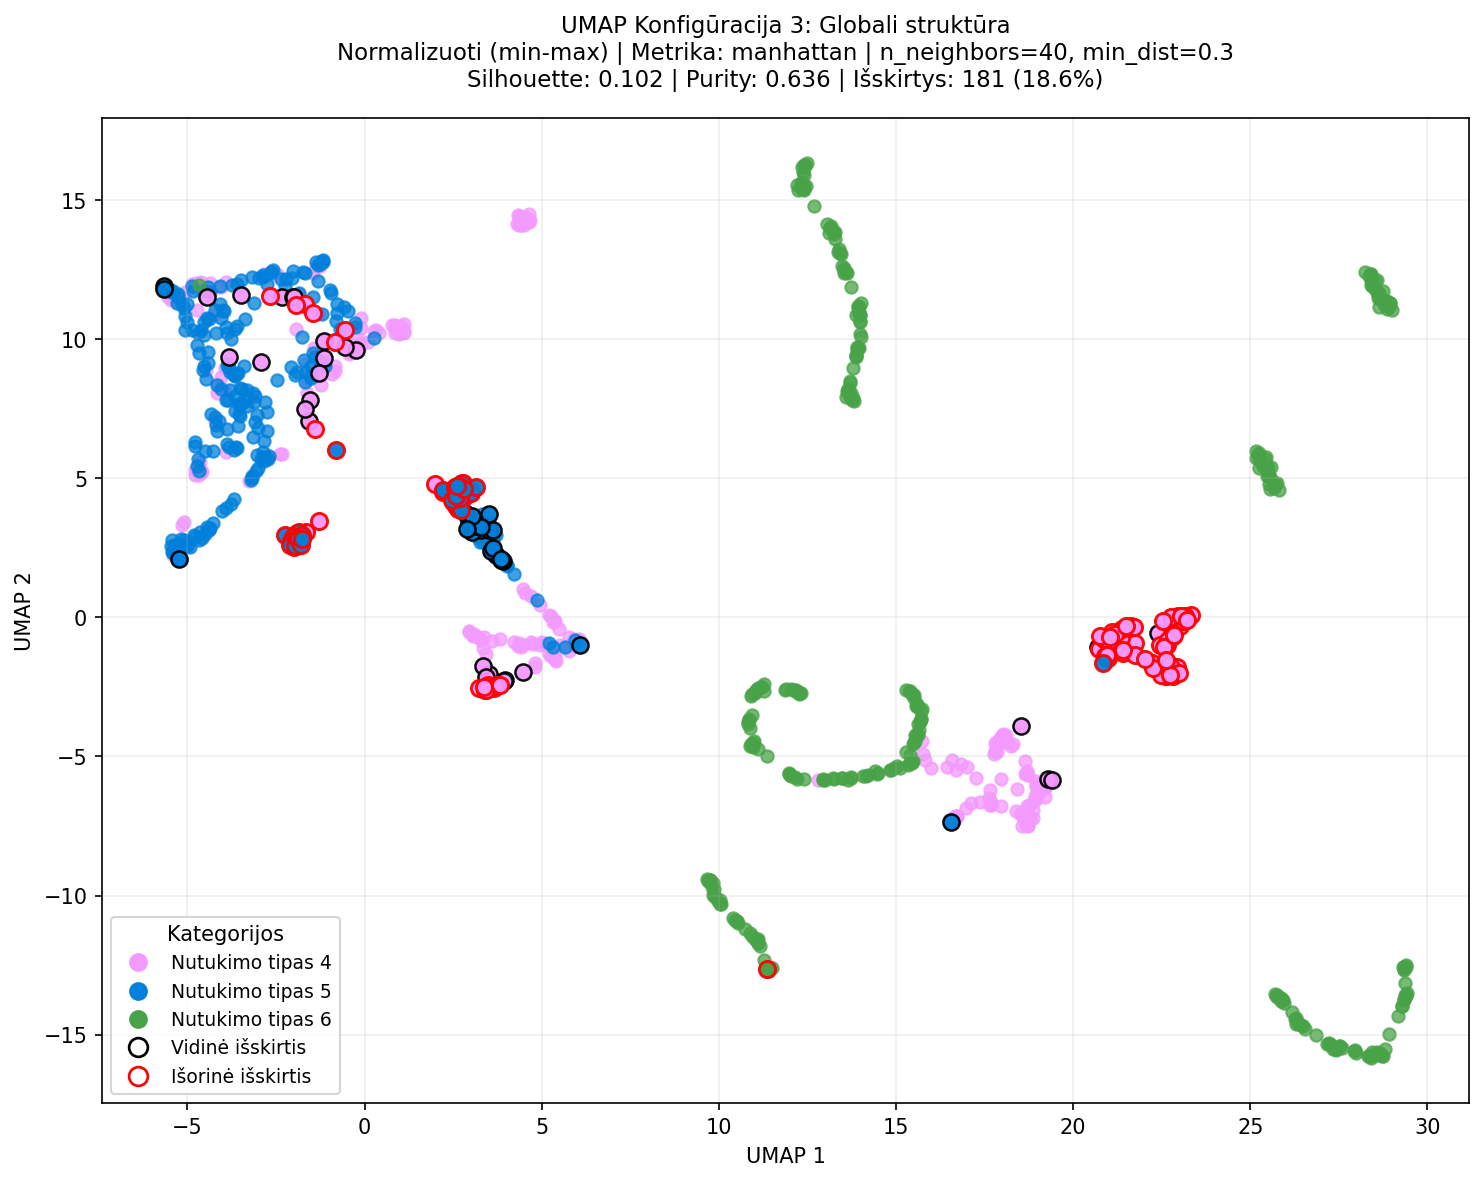 UMAP Konfigūracija 3: Globali struktūra
Normalizuoti (min-max) | Metrika: manhattan | n_neighbors=40, min_dist=0.3
Silhouette: 0.102 | Purity: 0.636 | Išskirtys: 181 (18.6%)
15
10
5
0
−5
−10
−15
UMAP 2
Kategorijos
Nutukimo tipas 4
Nutukimo tipas 5
Nutukimo tipas 6
Vidinė išskirtis
Išorinė išskirtis
−5 0 5 10 15 20 25 30
UMAP 1